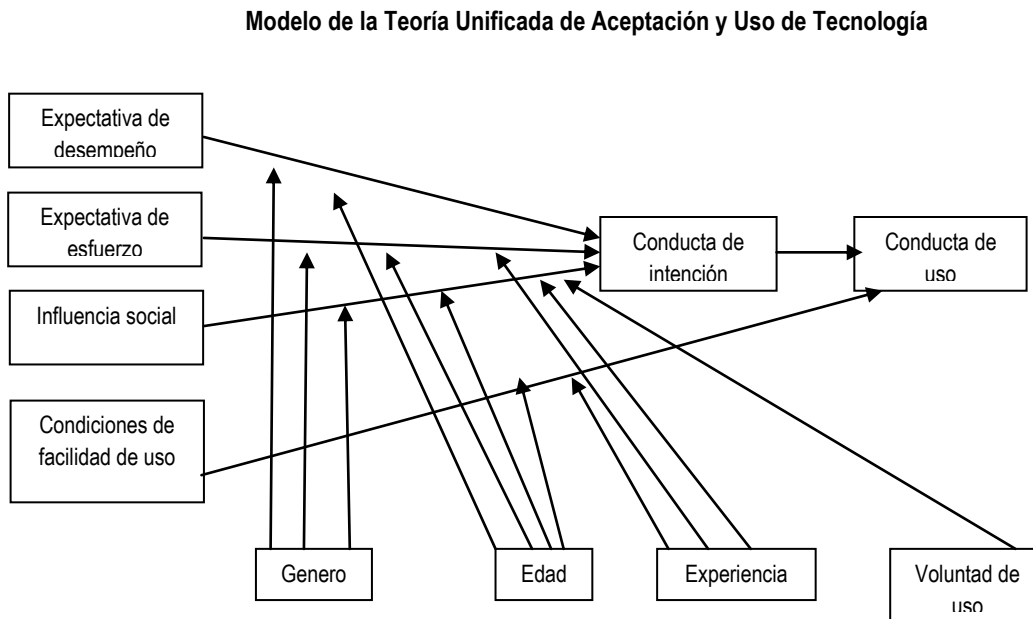 Modelo de la Teoría Unificada de Aceptación y Uso de Tecnología
Expectativa de
desempeño
Expectativa de
esfuerzo
Influencia social
Condiciones de
facilidad de uso
Conducta de
intención
Conducta de
uso
Genero
Edad
Experiencia
Voluntad de
uso